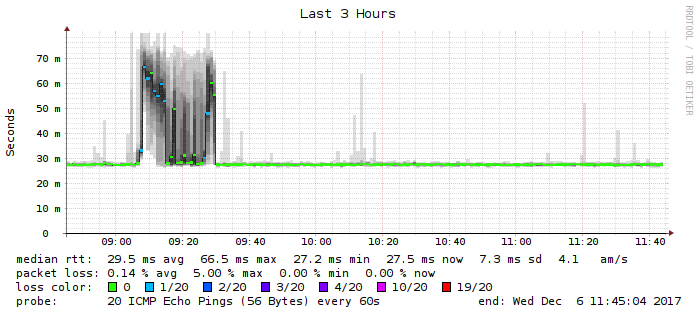 Last 3 Hours
RRDTOOL / TOBI OETIKER
Seconds
70 m
60 m
50 m
40 m
30 m
20 m
10 m
0
09:00 09:20 09:40 10:00 10:20 10:40 11:00 11:20 11:40
median rtt: 29.5 ms avg 66.5 ms max 27.2 ms min 27.5 ms now 7.3 ms sd 4.1 am/s
packet loss: 0.14 % avg 5.00 % max 0.00 % min 0.00 % now
loss color: 0 1/20 2/20 3/20 4/20 10/20 19/20
probe: 20 ICMP Echo Pings (56 Bytes) every 60s end: Wed Dec 6 11:45:04 2017